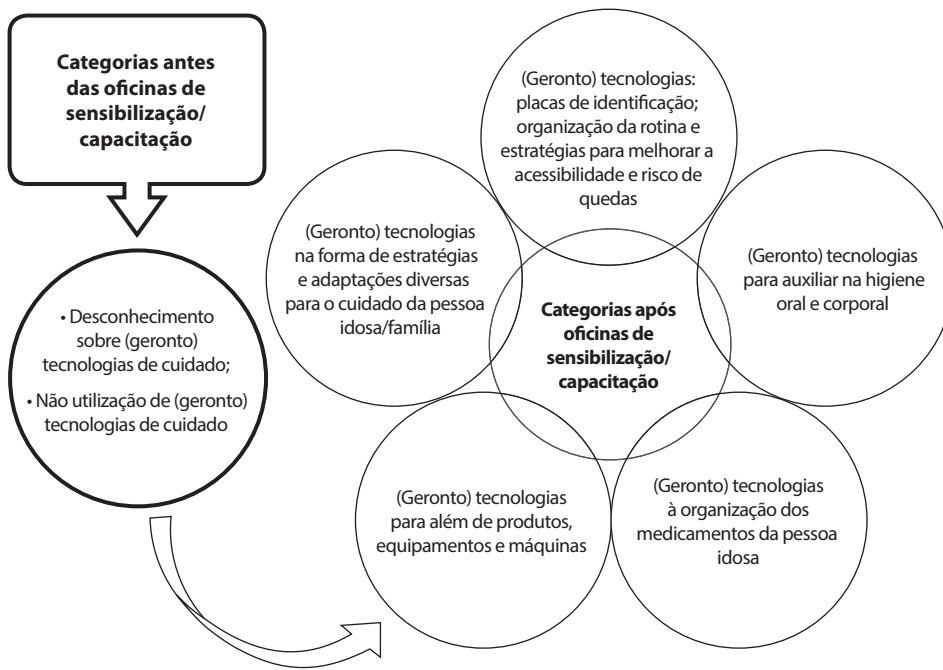 Categorias antes
das oficinas de
sensibilização/
capacitação
• Desconhecimento
sobre (geronto)
tecnologias de cuidado;
• Não utilização de (geronto)
tecnologias de cuidado
(Geronto) tecnologias:
placas de identificação;
organização da rotina e
estratégias para melhorar a
acessibilidade e risco de
quedas
(Geronto) tecnologias
na forma de estratégias
e adaptações diversas
para o cuidado da pessoa
idosa/família
(Geronto) tecnologias
para auxiliar na higiene
oral e corporal
Categorias após
oficinas de
sensibilização/
capacitação
(Geronto) tecnologias
para além de produtos,
equipamentos e máquinas
(Geronto) tecnologias
à organização dos
medicamentos da pessoa
idosa